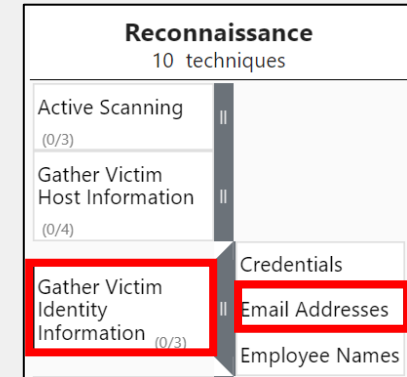 Reconnaissance
10 techniques
Active Scanning
(0/3)
Gather Victim
Host Information
(0/4)
Gather Victim
Identity
Information (0/3)
Credentials
Email Addresses
Employee Names